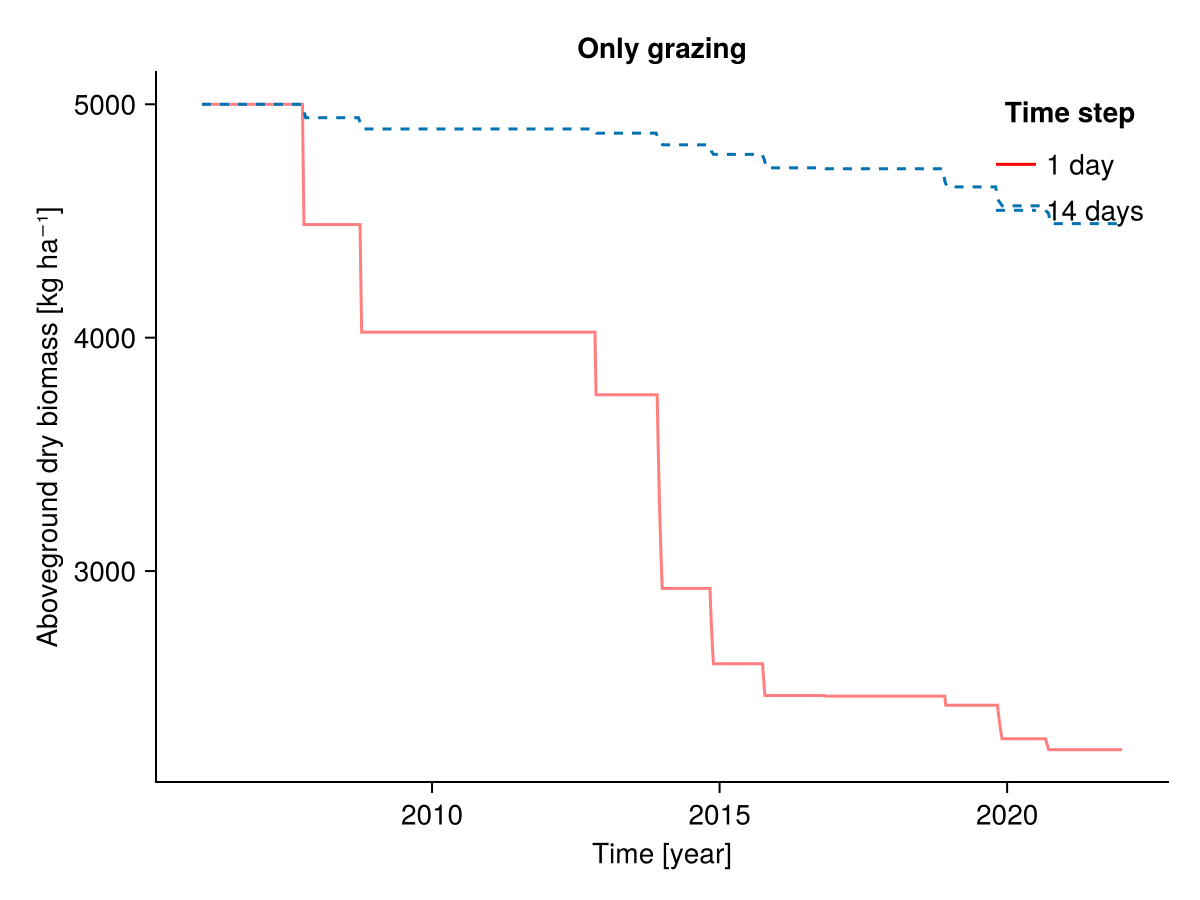 Only grazing
Time step
1 day
14 days
5000
4000
3000
Aboveground dry biomass [kg ha⁻¹]
2010
2015
2020
Time [year]